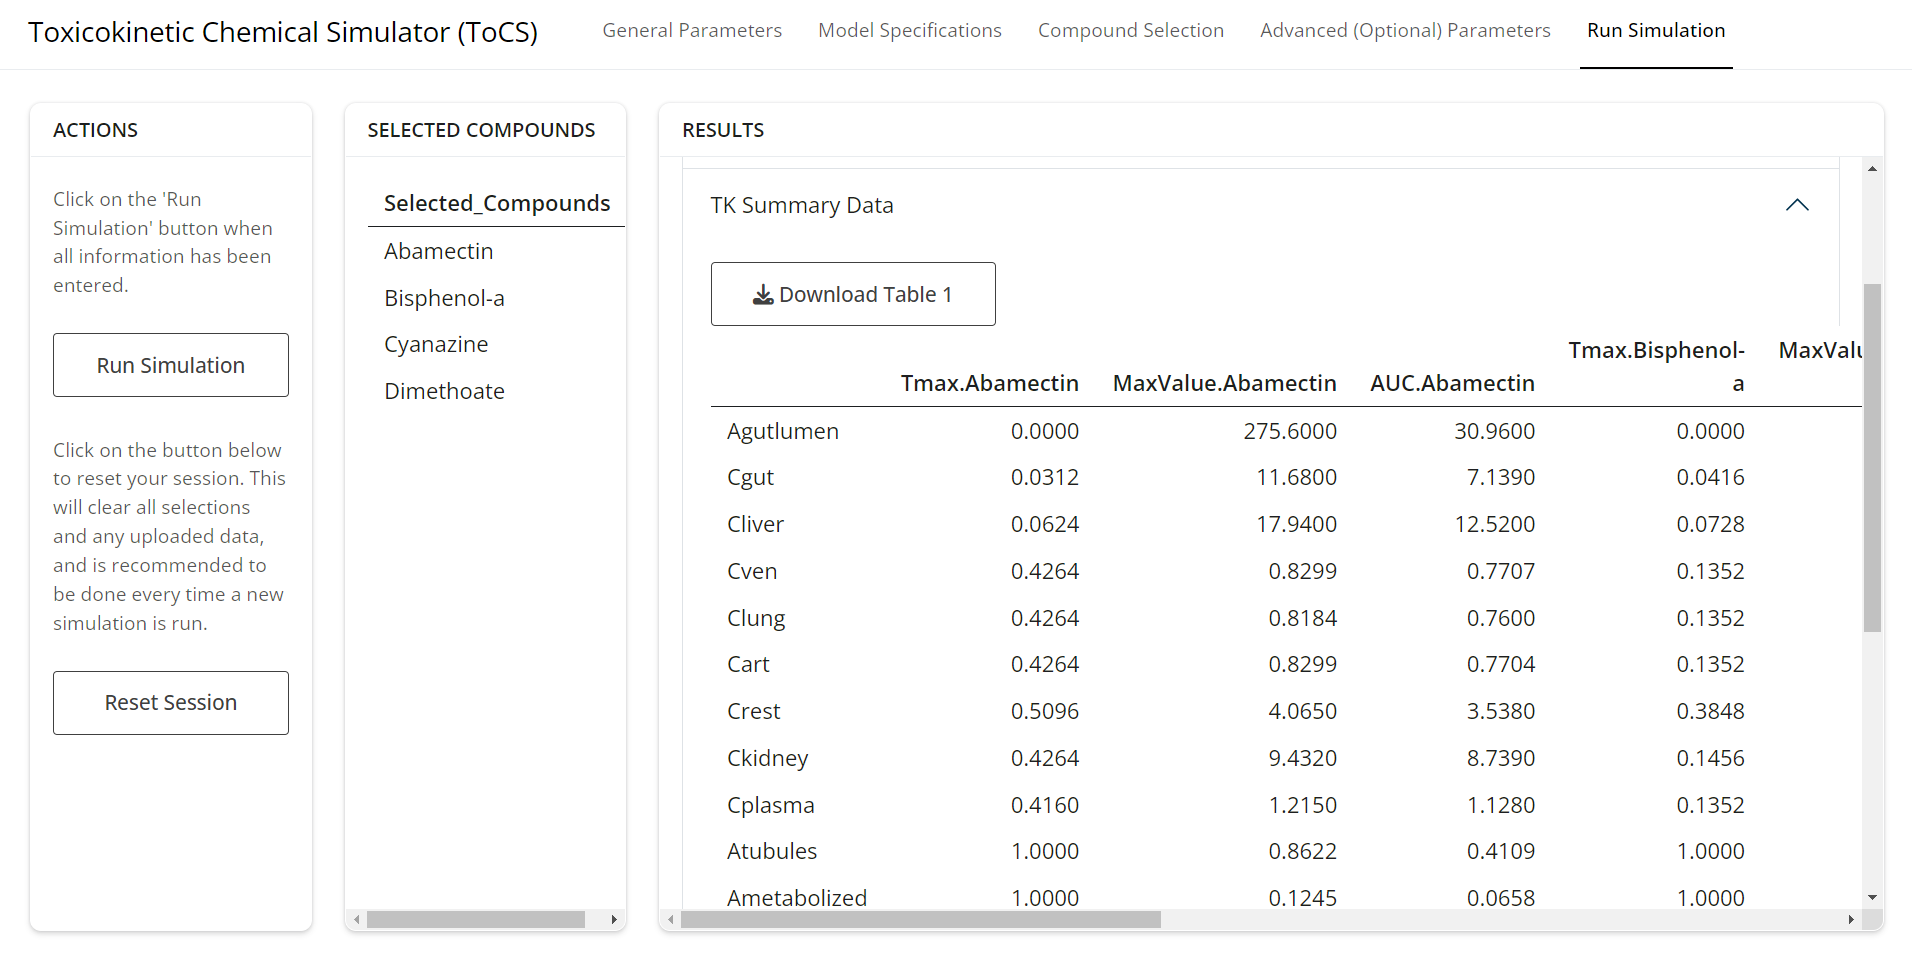 Toxicokinetic Chemical Simulator (ToCS)
General Parameters
Model Specifications
Compound Selection
Advanced (Optional) Parameters
Run Simulation
ACTIONS
Click on the 'Run
Simulation' button when
all information has been
entered.
Run Simulation
Click on the button below
to reset your session. This
will clear all selections
and any uploaded data,
and is recommended to
be done every time a new
simulation is run.
Reset Session
SELECTED COMPOUNDS
Selected_Compounds
Abamectin
Bisphenol-a
Cyanazine
Dimethoate
RESULTS
TK Summary Data
Download Table 1
Tmax.Abamectin MaxValue.Abamectin AUC.Abamectin Tmax.Bisphenol-
a
Agutlumen 0.0000 275.6000 30.9600 0.0000
Cgut 0.0312 11.6800 7.1390 0.0416
Cliver 0.0624 17.9400 12.5200 0.0728
Cven 0.4264 0.8299 0.7707 0.1352
Clung 0.4264 0.8184 0.7600 0.1352
Cart 0.4264 0.8299 0.7704 0.1352
Crest 0.5096 4.0650 3.5380 0.3848
Ckidney 0.4264 9.4320 8.7390 0.1456
Cplasma 0.4160 1.2150 1.1280 0.1352
Atubules 1.0000 0.8622 0.4109 1.0000
Ametabolized 1.0000 0.1245 0.0658 1.0000